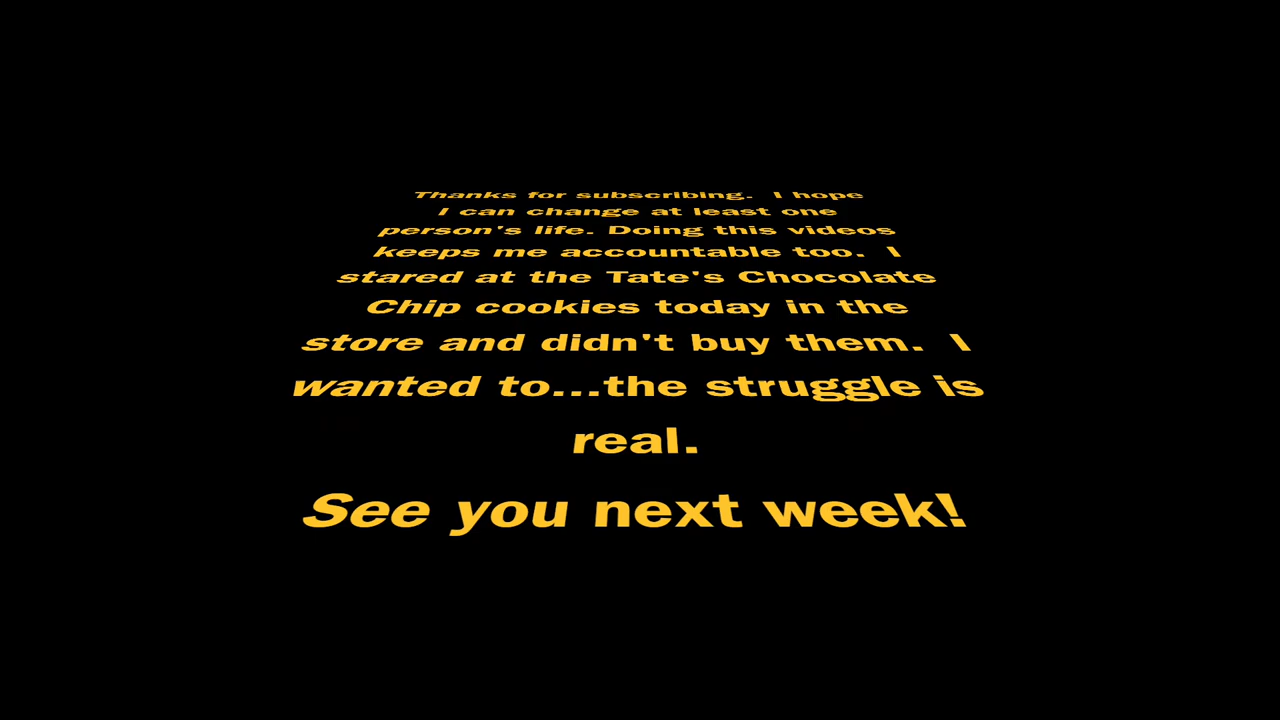 Thanks for subscribing.  I hope
I can change at least one
person's life. Doing this videos
keeps me accountable too.  I
stared at the Tate's Chocolate
Chip cookies today in the
store and didn't buy them.  I
wanted to...the struggle is
real.
See you next week!